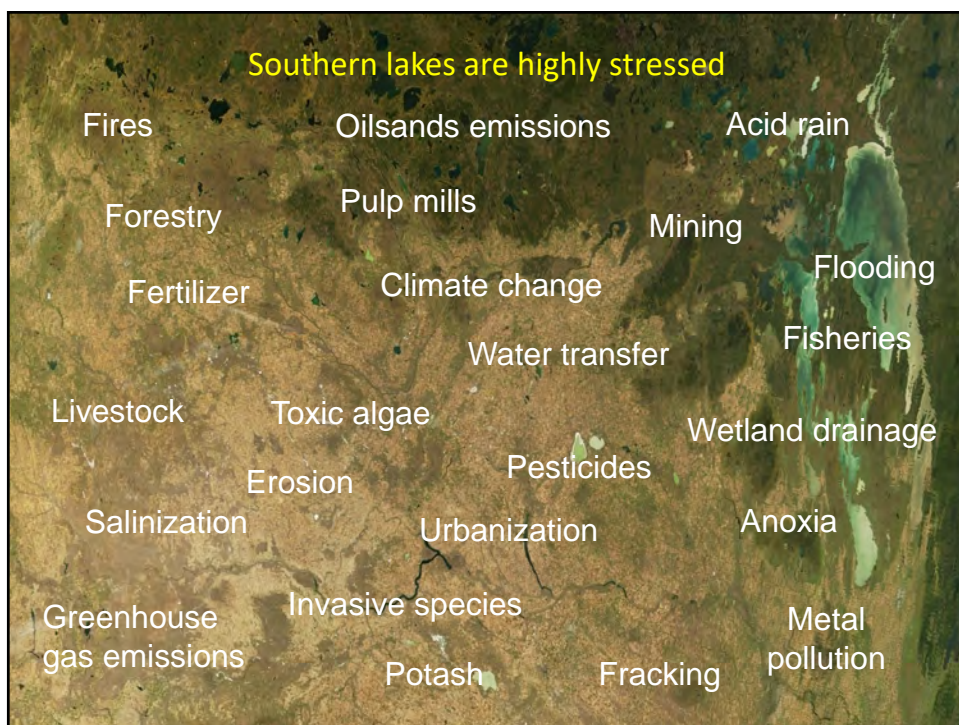 Southern lakes are highly stressed
Fires
Oilsands emissions
Acid rain
Forestry
Pulp mills
Mining
Flooding
Fertilizer
Climate change
Fisheries
Water transfer
Livestock
Toxic algae
Wetland drainage
Erosion
Pesticides
Salinization
Urbanization
Anoxia
Greenhouse
gas emissions
Invasive species
Metal
pollution
Potash
Fracking